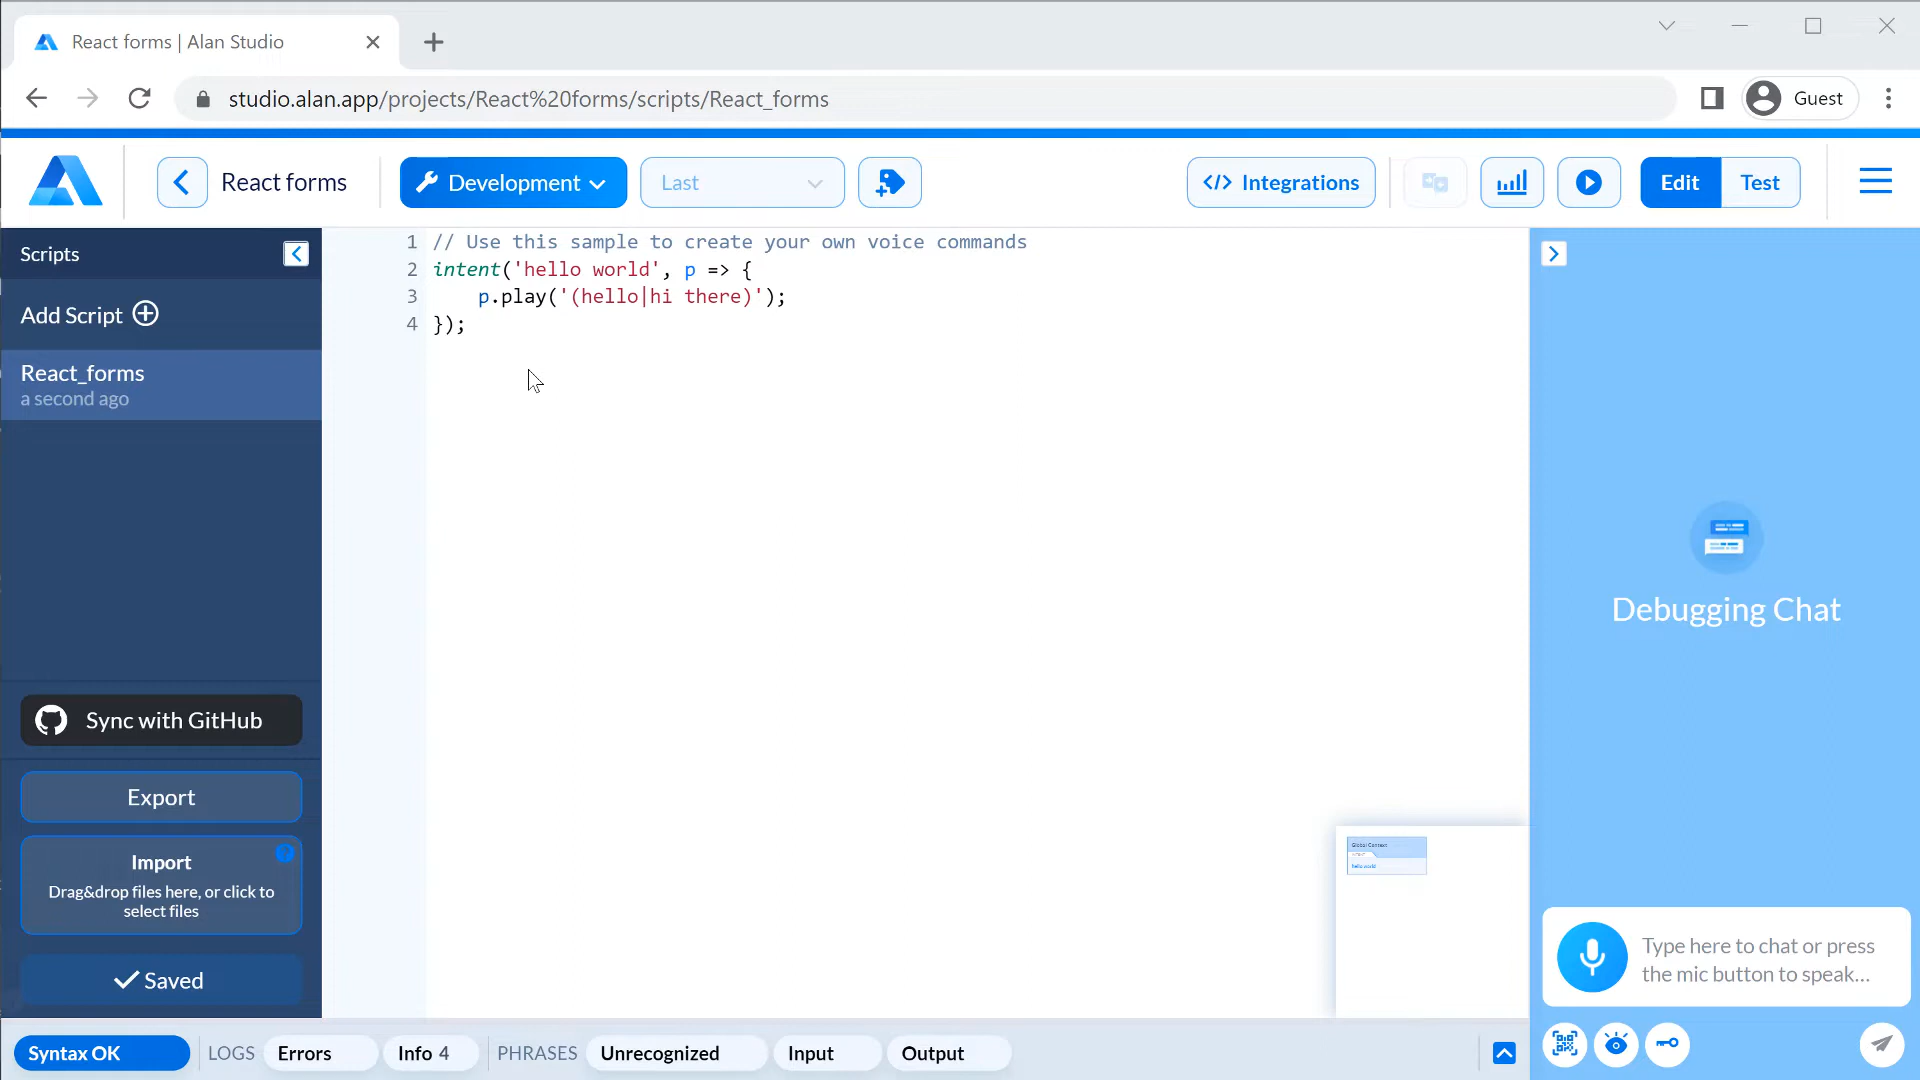 React forms | Alan Studio
studio.alan.app/projects/React%20forms/scripts/React_forms
Guest
React forms
Development
Last
</> Integrations
Edit
Test
Scripts
Add Script
React_forms
a second ago
1 // Use this sample to create your own voice commands
2 intent('hello world', p => {
3 p.play('(hello|hi there)');
4 });
Debugging Chat
Sync with GitHub
Export
Import
?
Drag&drop files here, or click to
select files
Saved
Global Context
hello world
Type here to chat or press
the mic button to speak...
Syntax OK
LOGS
Errors
Info 4
PHRASES
Unrecognized
Input
Output